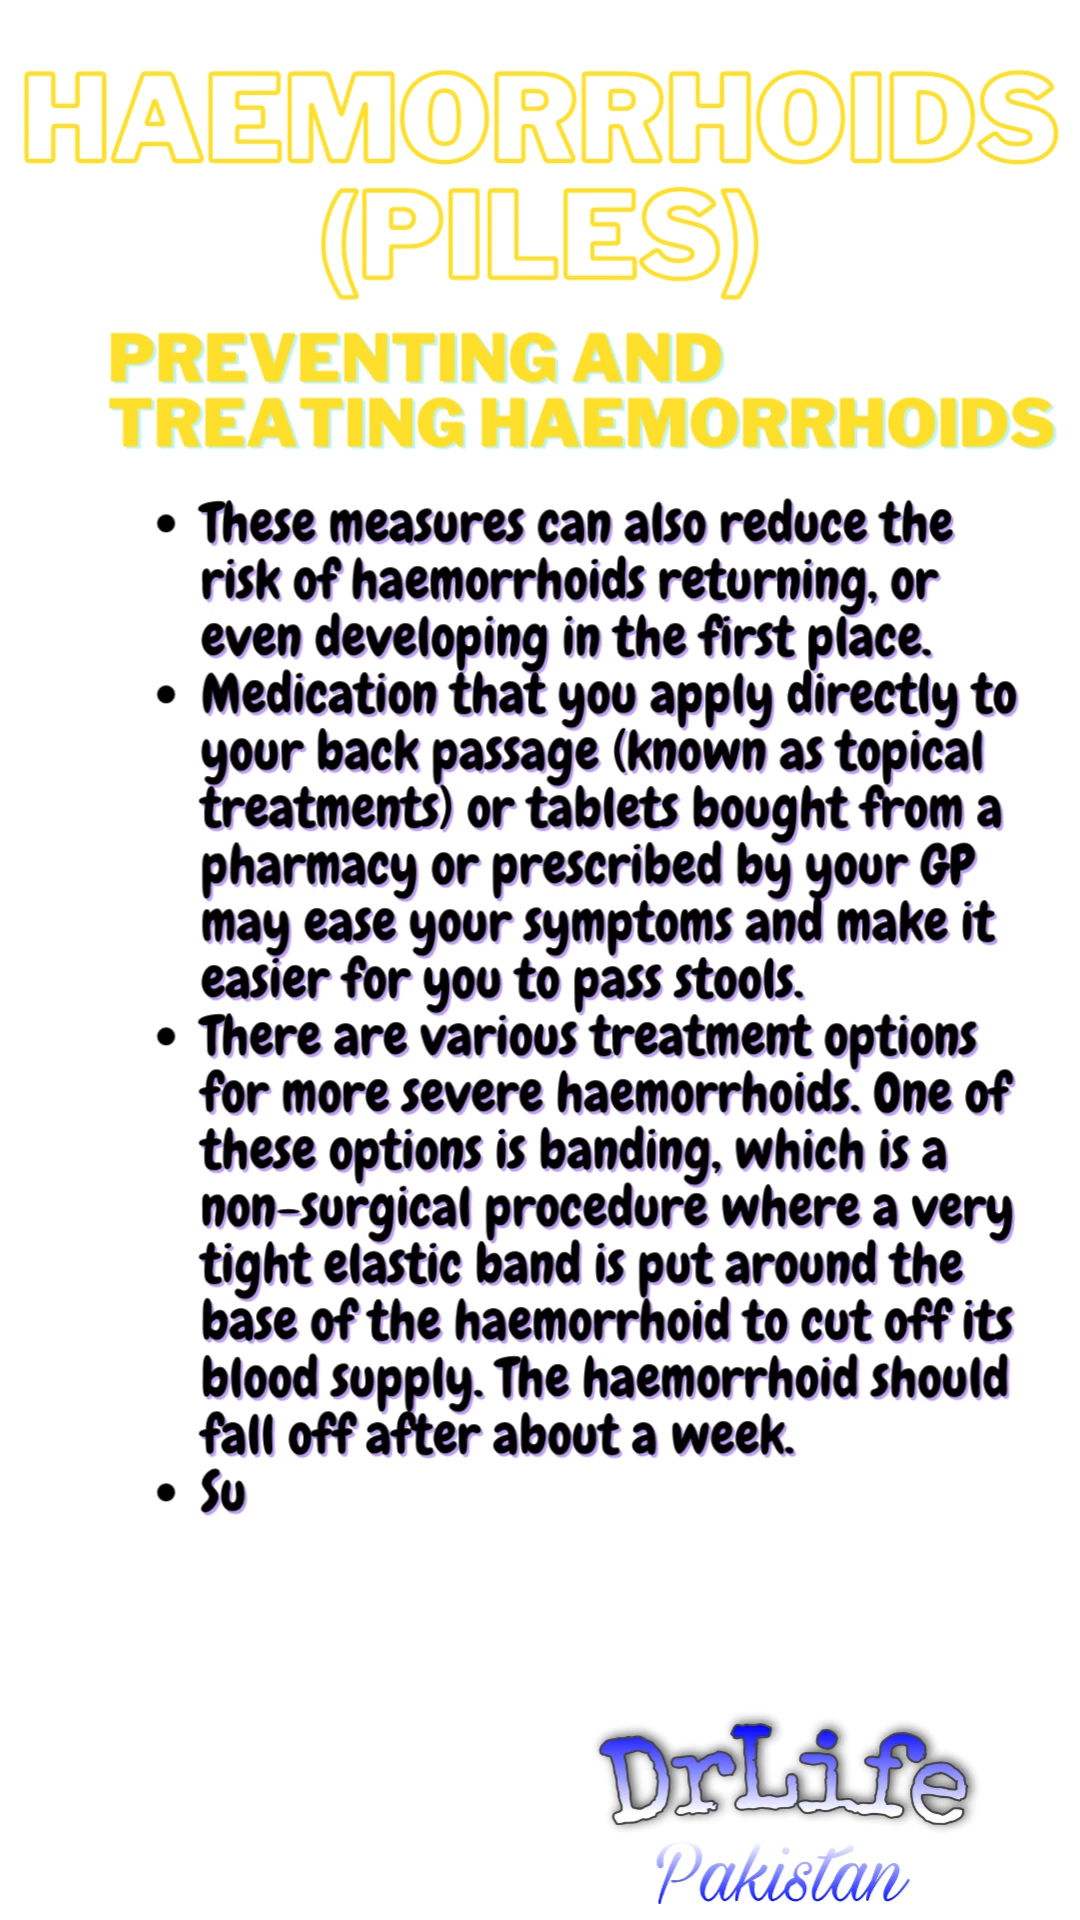 HAEMORRHOIDS
(PILES)
PREVENTING AND
TREATING HAEMORRHOIDS
• These measures can also reduce the
risk of haemorrhoids returning, or
even developing in the first place.
• Medication that you apply directly to
your back passage (known as topical
treatments) or tablets bought from a
pharmacy or prescribed by your GP
may ease your symptoms and make it
easier for you to pass stools.
• There are various treatment options
for more severe haemorrhoids. One of
these options is banding, which is a
non-surgical procedure where a very
tight elastic band is put around the
base of the haemorrhoid to cut off its
blood supply. The haemorrhoid should
fall off after about a week.
• Su
DrLife
Pakistan